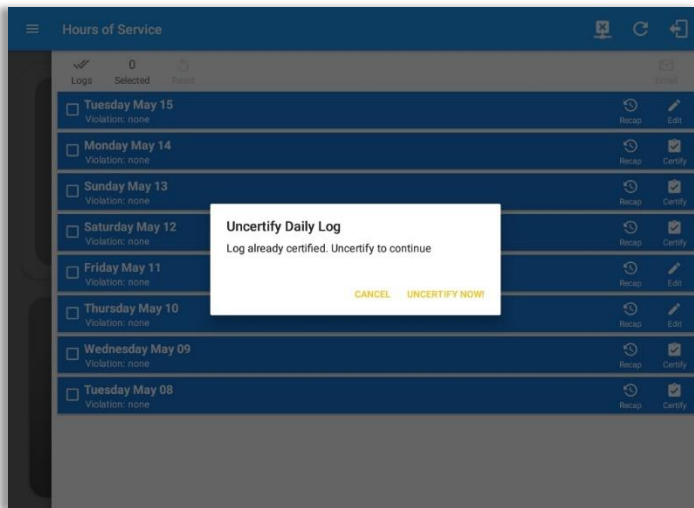 Hours of Service
Logs 0 Selected Reset Email
Tuesday May 15
Violation: none
Recap Edit
Monday May 14
Violation: none
Recap Certify
Sunday May 13
Violation: none
Recap Certify
Saturday May 12
Violation: none
Recap Certify
Friday May 11
Violation: none
Recap Edit
Thursday May 10
Violation: none
Recap Edit
Wednesday May 09
Violation: none
Recap Certify
Tuesday May 08
Violation: none
Recap Certify
Uncertify Daily Log
Log already certified. Uncertify to continue
CANCEL UNCERTIFY NOW!